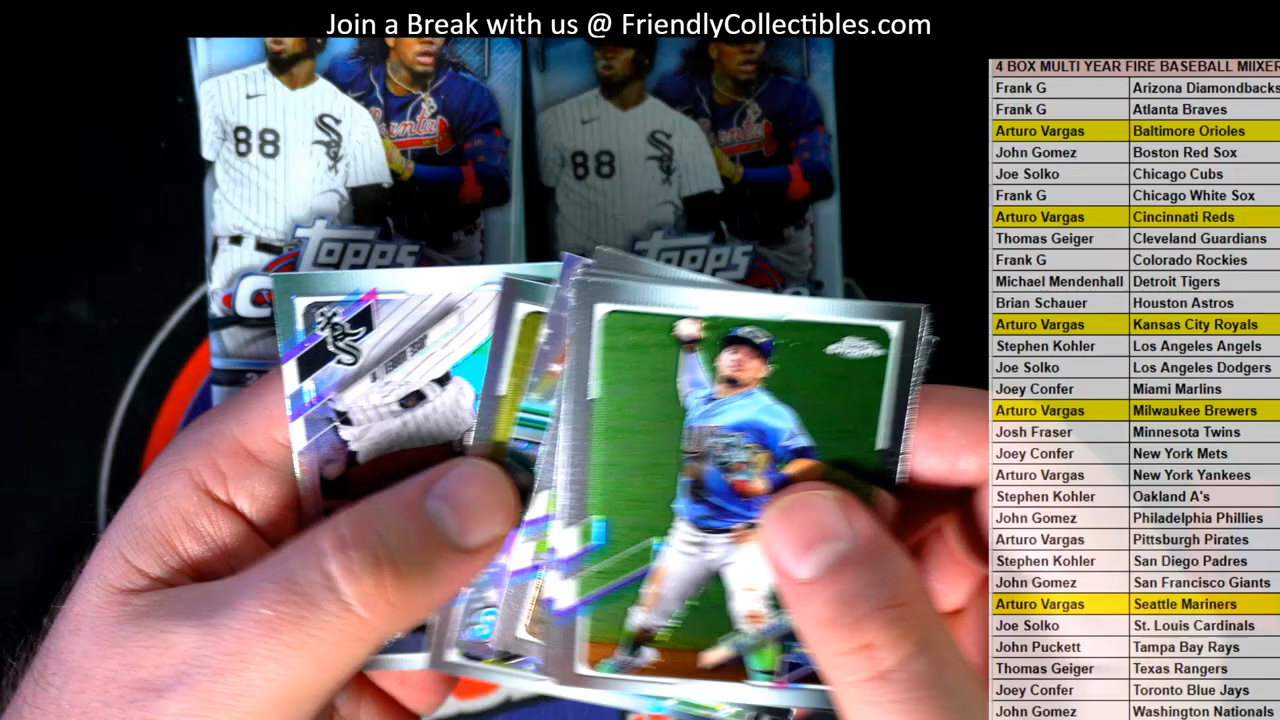 Join a Break with us @ FriendlyCollectibles.com
4 BOX MULTI YEAR FIRE BASEBALL MIIXER
Frank G Arizona Diamondbacks
Frank G Atlanta Braves
Arturo Vargas Baltimore Orioles
John Gomez Boston Red Sox
Joe Solko Chicago Cubs
Frank G Chicago White Sox
Arturo Vargas Cincinnati Reds
Thomas Geiger Cleveland Guardians
Frank G Colorado Rockies
Michael Mendenhall Detroit Tigers
Brian Schauer Houston Astros
Arturo Vargas Kansas City Royals
Stephen Kohler Los Angeles Angels
Joe Solko Los Angeles Dodgers
Joey Confer Miami Marlins
Arturo Vargas Milwaukee Brewers
Josh Fraser Minnesota Twins
Joey Confer New York Mets
Arturo Vargas New York Yankees
Stephen Kohler Oakland A's
John Gomez Philadelphia Phillies
Arturo Vargas Pittsburgh Pirates
Stephen Kohler San Diego Padres
John Gomez San Francisco Giants
Arturo Vargas Seattle Mariners
Joe Solko St. Louis Cardinals
John Puckett Tampa Bay Rays
Thomas Geiger Texas Rangers
Joey Confer Toronto Blue Jays
John Gomez Washington Nationals
88
Sox
88
Sox
Topps
Topps